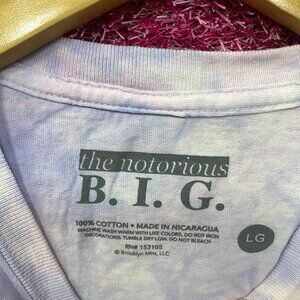 the notorious
B. I. G.
100% COTTON • MADE IN NICARAGUA
MACHINE WASH WARM WITH LIKE COLORS, DO NOT IRON
DECORATIONS. TUMBLE DRY LOW. DO NOT BLEACH
RN# 153105
© Brooklyn Mint, LLC
LG